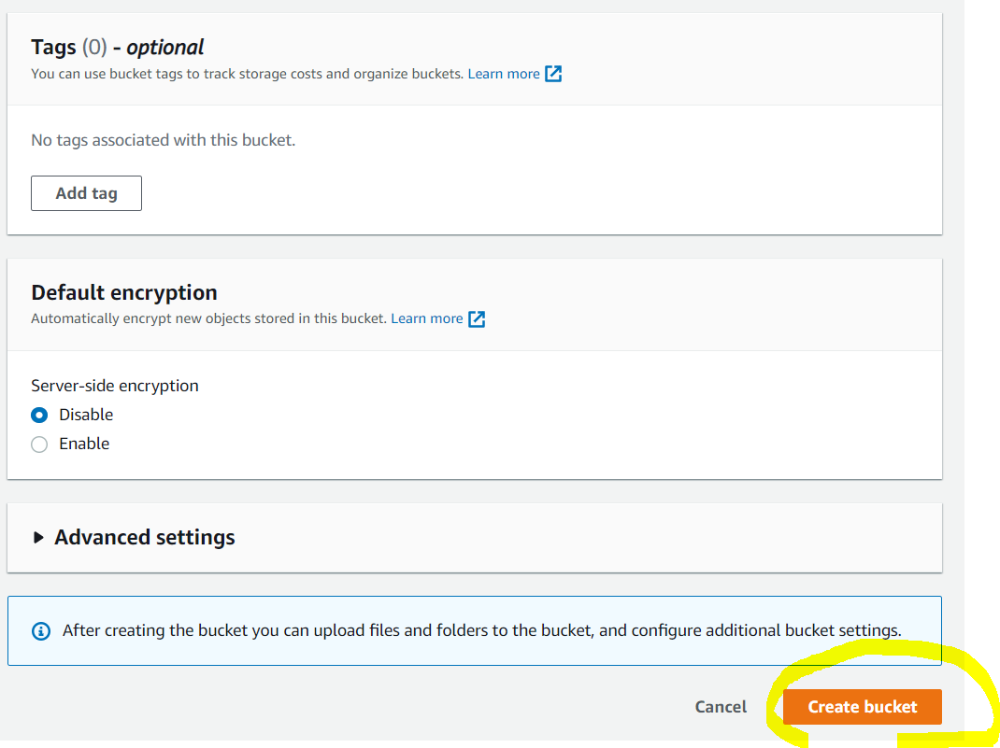 Tags (0) - optional
You can use bucket tags to track storage costs and organize buckets. Learn more
No tags associated with this bucket.
Add tag
Default encryption
Automatically encrypt new objects stored in this bucket. Learn more
Server-side encryption
Disable
Enable
Advanced settings
After creating the bucket you can upload files and folders to the bucket, and configure additional bucket settings.
Cancel Create bucket